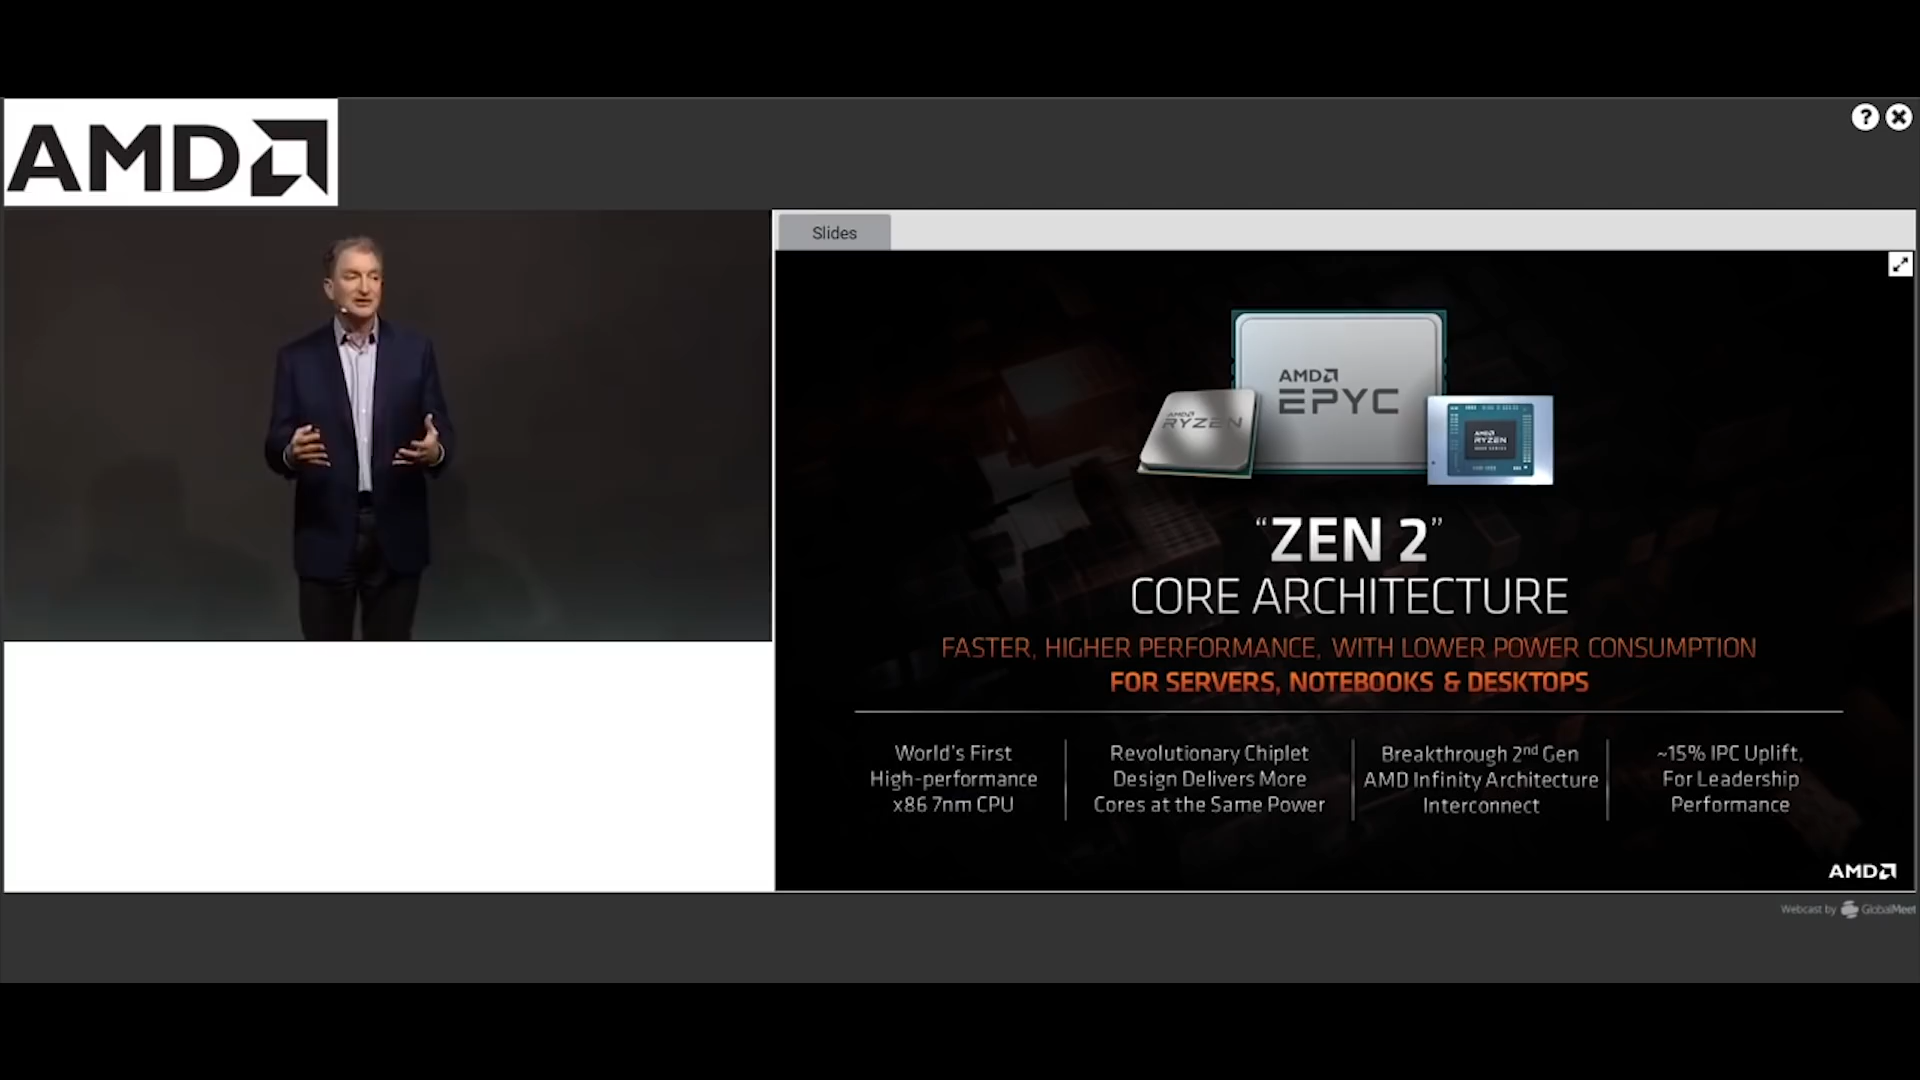 AMD
Slides
AMD
EPYC
AMD
RYZEN
AMD
RYZEN
“ZEN 2”
CORE ARCHITECTURE
FASTER, HIGHER PERFORMANCE, WITH LOWER POWER CONSUMPTION
FOR SERVERS, NOTEBOOKS & DESKTOPS
World's First
High-performance
x86 7nm CPU
Revolutionary Chiplet
Design Delivers More
Cores at the Same Power
Breakthrough 2nd Gen
AMD Infinity Architecture
Interconnect
~15% IPC Uplift,
For Leadership
Performance
AMD
Webcast by GlobalMeet